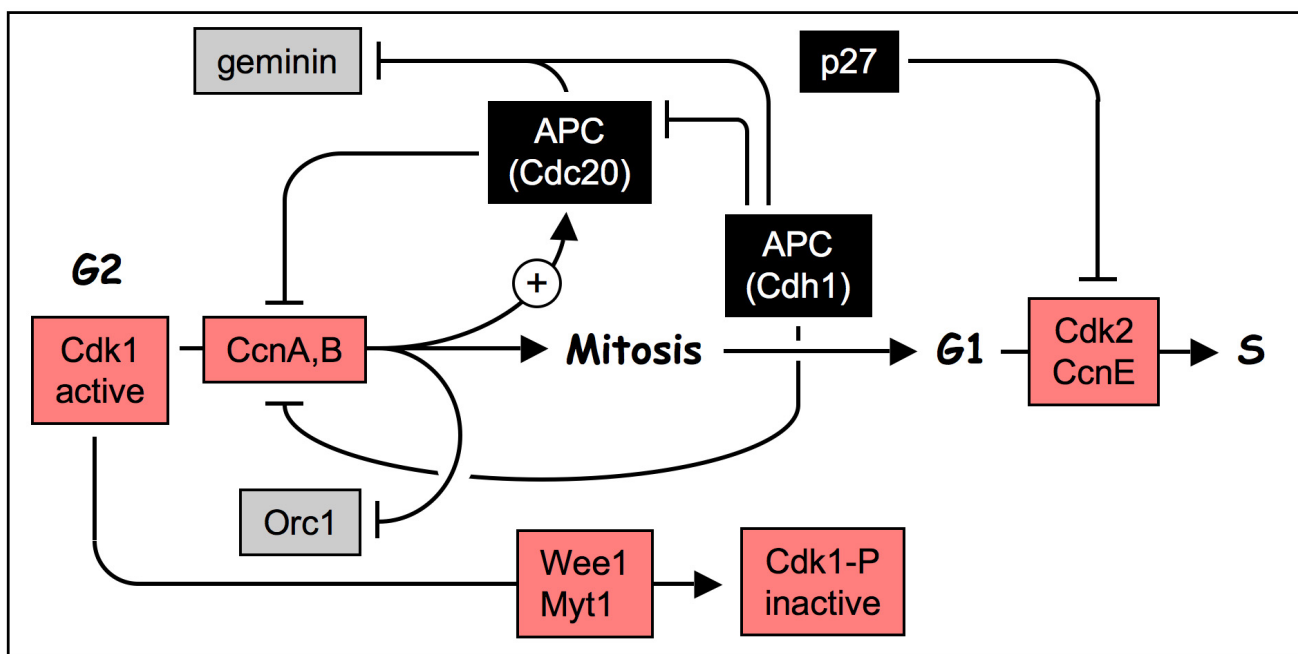 geminin
p27
APC
(Cdc20)
APC
(Cdh1)
G2
+
Cdk1
active
CcnA,B
Mitosis
G1
Cdk2
CcnE
S
Orc1
Wee1
Myt1
Cdk1-P
inactive